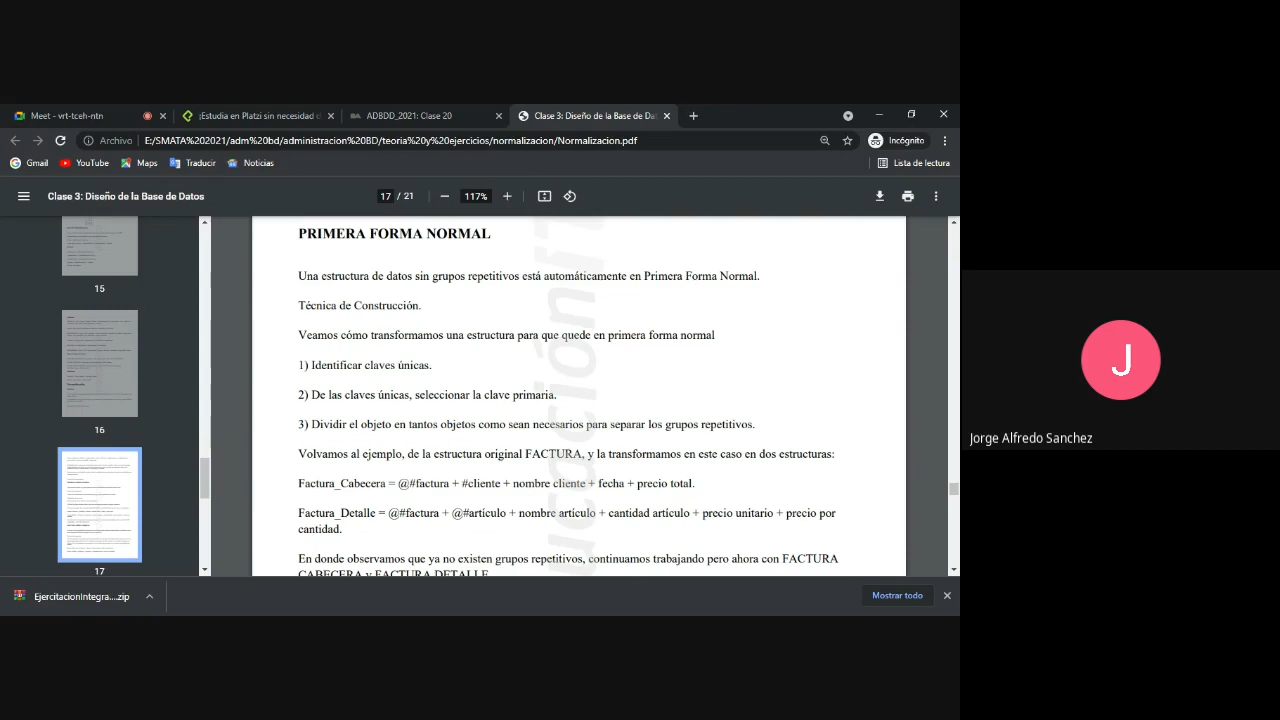 Meet - vrt-tceh-ntn
¡Estudia en Platzi sin necesidad d
ADBDD_2021: Clase 20
Clase 3: Diseño de la Base de Dat
Archivo E:/SMATA%202021/adm%20bd/administracion%20BD/teoria%20y%20ejercicios/normalizacion/Normalizacion.pdf
Incógnito
Gmail YouTube Maps Traducir Noticias
Lista de lectura
Clase 3: Diseño de la Base de Datos
17 / 21
117%
15
16
17
PRIMERA FORMA NORMAL
Una estructura de datos sin grupos repetitivos está automáticamente en Primera Forma Normal.
Técnica de Construcción.
Veamos cómo transformamos una estructura para que quede en primera forma normal
1) Identificar claves únicas.
2) De las claves únicas, seleccionar la clave primaria.
3) Dividir el objeto en tantos objetos como sean necesarios para separar los grupos repetitivos.
Volvamos al ejemplo, de la estructura original FACTURA, y la transformamos en este caso en dos estructuras:
Factura_Cabecera = @#factura + #cliente + nombre cliente + fecha + precio total.
Factura_Detalle = @#factura + @#artículo + nombre artículo + cantidad artículo + precio unitario + precio por
cantidad.
En donde observamos que ya no existen grupos repetitivos, continuamos trabajando pero ahora con FACTURA
CABECERA y FACTURA DETALLE
EjercitacionIntegra....zip
Mostrar todo
J
Jorge Alfredo Sanchez